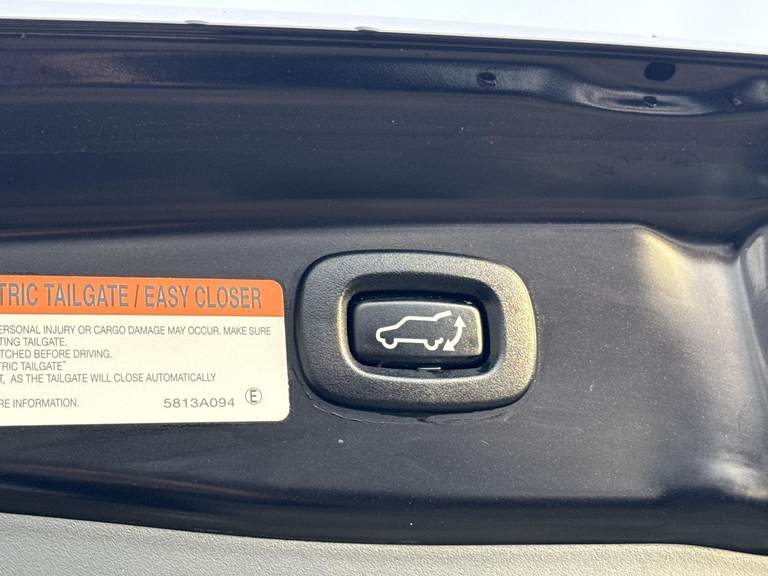 TRIC TAILGATE / EASY CLOSER
ERSONAL INJURY OR CARGO DAMAGE MAY OCCUR. MAKE SURE
TING TAILGATE.
TCHED BEFORE DRIVING.
TRIC TAILGATE"
T, AS THE TAILGATE WILL CLOSE AUTOMATICALLY
RE INFORMATION.
5813A094 E